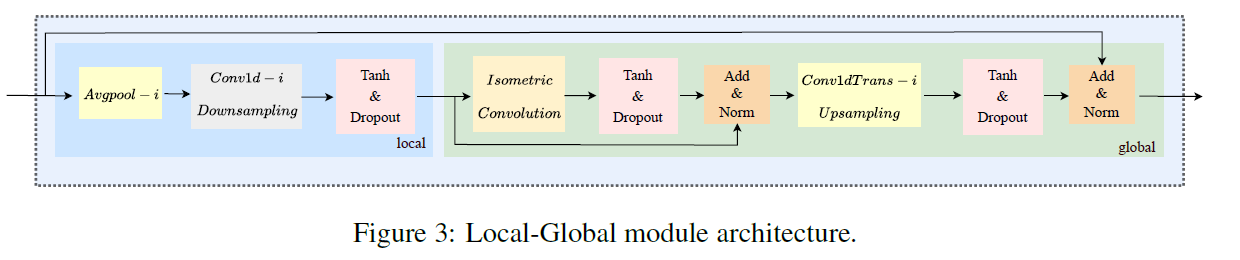 Avgpool − i
Conv1d − i
Downsampling
Tanh
&
Dropout
local
Isometric
Convolution
Tanh
&
Dropout
Add
&
Norm
Conv1dTrans − i
Upsampling
Tanh
&
Dropout
Add
&
Norm
global
Figure 3: Local-Global module architecture.